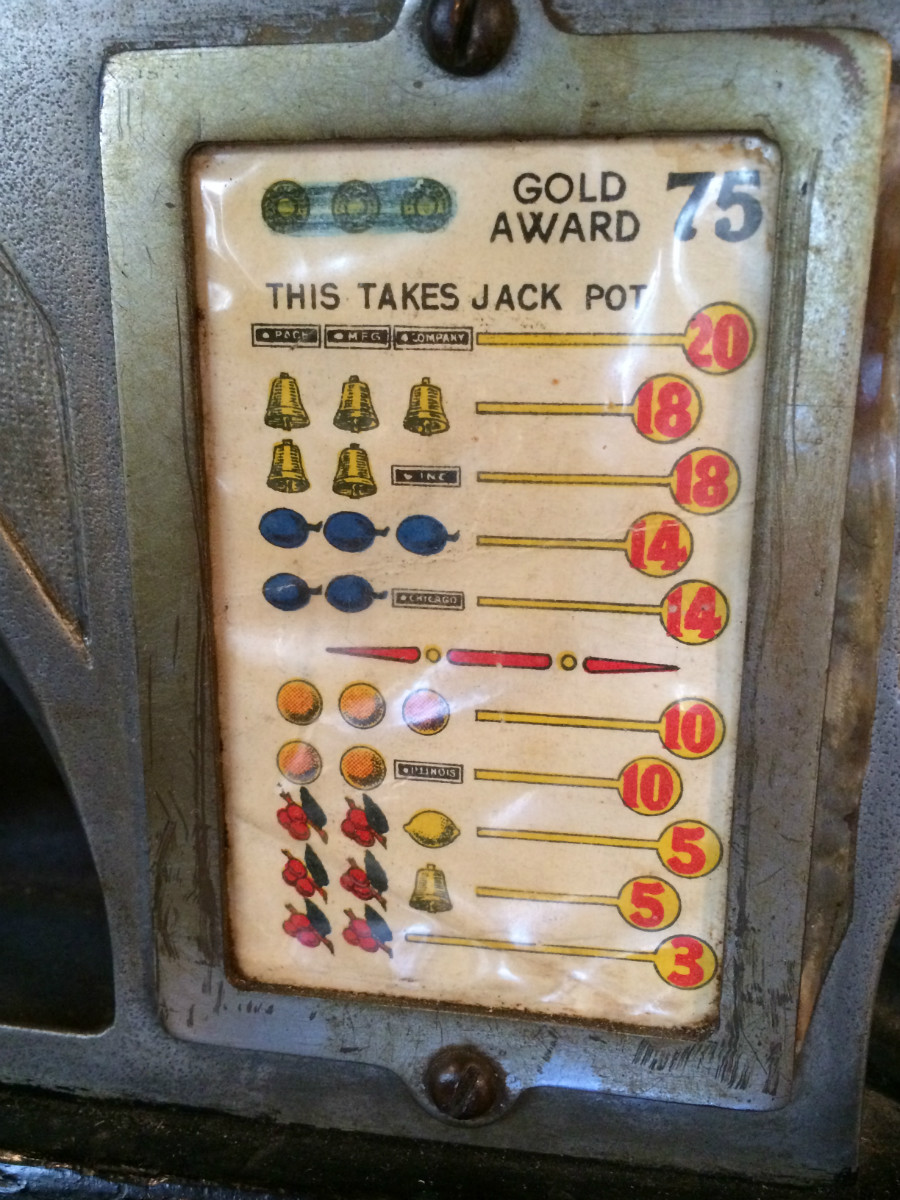 GOLD
AWARD 75
THIS TAKES JACK POT
PACE MFG COMPANY 20
18
INC 18
14
CHICAGO 14
10
ILLINOIS 10
5
5
3